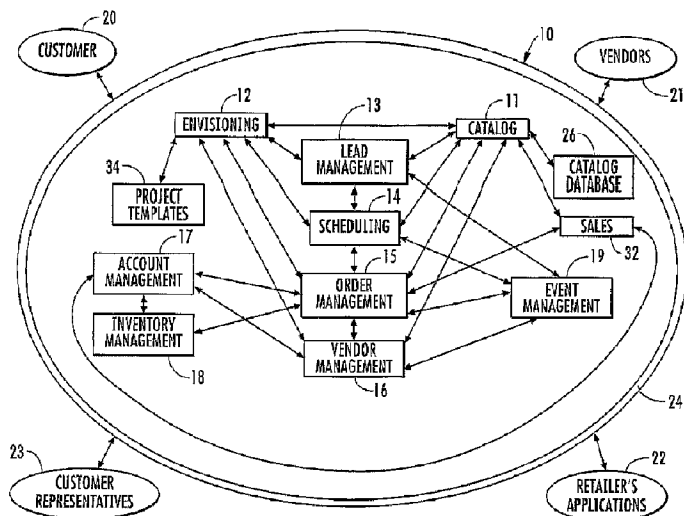 20
CUSTOMER
10
VENDORS
21
12
ENVISIONING
13
LEAD
MANAGEMENT
11
CATALOG
26
CATALOG
DATABASE
34
PROJECT
TEMPLATES
14
SCHEDULING
SALES
32
17
ACCOUNT
MANAGEMENT
15
ORDER
MANAGEMENT
19
EVENT
MANAGEMENT
INVENTORY
MANAGEMENT
18
VENDOR
MANAGEMENT
16
24
23
CUSTOMER
REPRESENTATIVES
22
RETAILER'S
APPLICATIONS